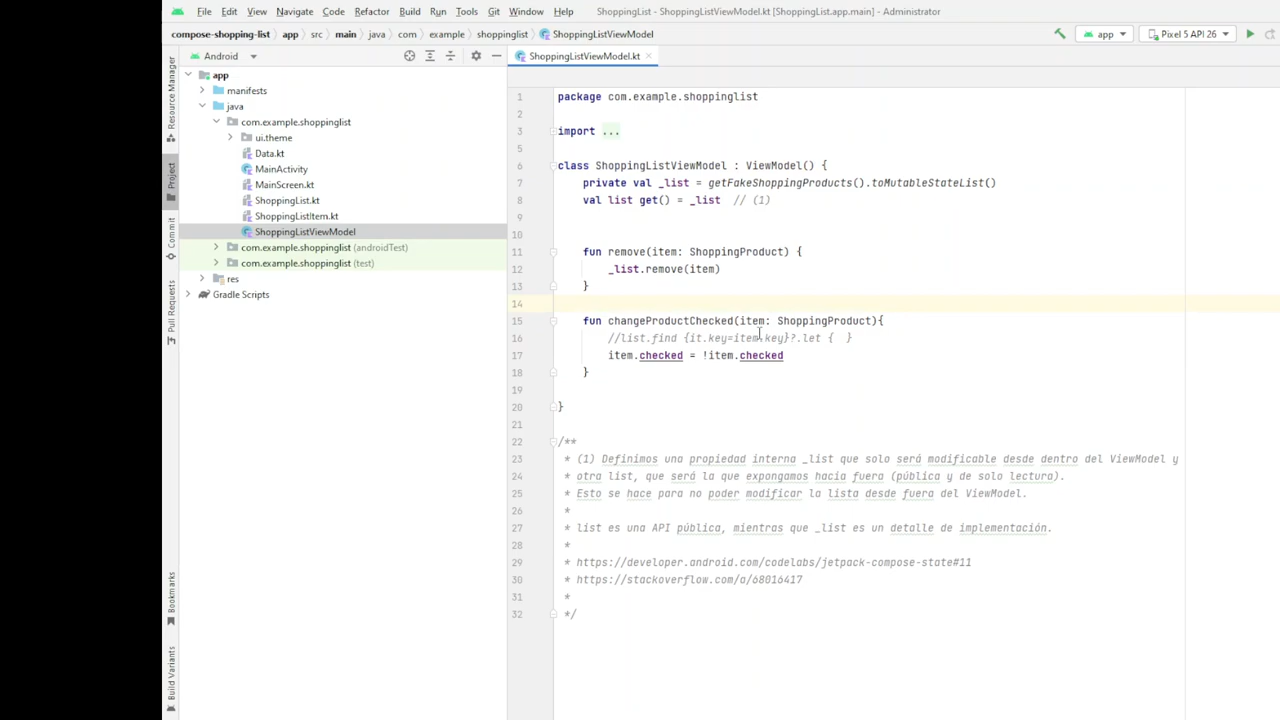 File Edit View Navigate Code Refactor Build Run Tools Git Window Help ShoppingList - ShoppingListViewModel.kt [ShoppingList.app.main] - Administrator
compose-shopping-list app src main java com example shoppinglist ShoppingListViewModel app Pixel 5 API 26
Android
ShoppingListViewModel.kt
Resource Manager
Project
Commit
Pull Requests
Bookmarks
Build Variants
app
manifests
java
com.example.shoppinglist
ui.theme
Data.kt
MainActivity
MainScreen.kt
ShoppingList.kt
ShoppingListItem.kt
ShoppingListViewModel
com.example.shoppinglist (androidTest)
com.example.shoppinglist (test)
res
Gradle Scripts
1 package com.example.shoppinglist
2
3 import ...
5
6 class ShoppingListViewModel : ViewModel() {
7 private val _list = getFakeShoppingProducts().toMutableStateList()
8 val list get() = _list // (1)
9
10
11 fun remove(item: ShoppingProduct) {
12 _list.remove(item)
13 }
14
15 fun changeProductChecked(item: ShoppingProduct){
16 //list.find {it.key=item.key}?.let { }
17 item.checked = !item.checked
18 }
19
20 }
21
22 /**
23 * (1) Definimos una propiedad interna _list que solo será modificable desde dentro del ViewModel y
24 * otra list, que será la que expongamos hacia fuera (pública y de solo lectura).
25 * Esto se hace para no poder modificar la lista desde fuera del ViewModel.
26 *
27 * list es una API pública, mientras que _list es un detalle de implementación.
28 *
29 * https://developer.android.com/codelabs/jetpack-compose-state#11
30 * https://stackoverflow.com/a/68016417
31 *
32 */